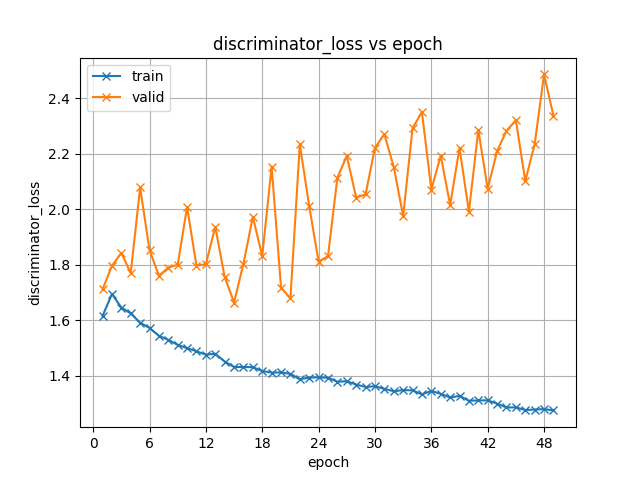 discriminator_loss vs epoch
train
valid
discriminator_loss
2.4
2.2
2.0
1.8
1.6
1.4
0 6 12 18 24 30 36 42 48
epoch